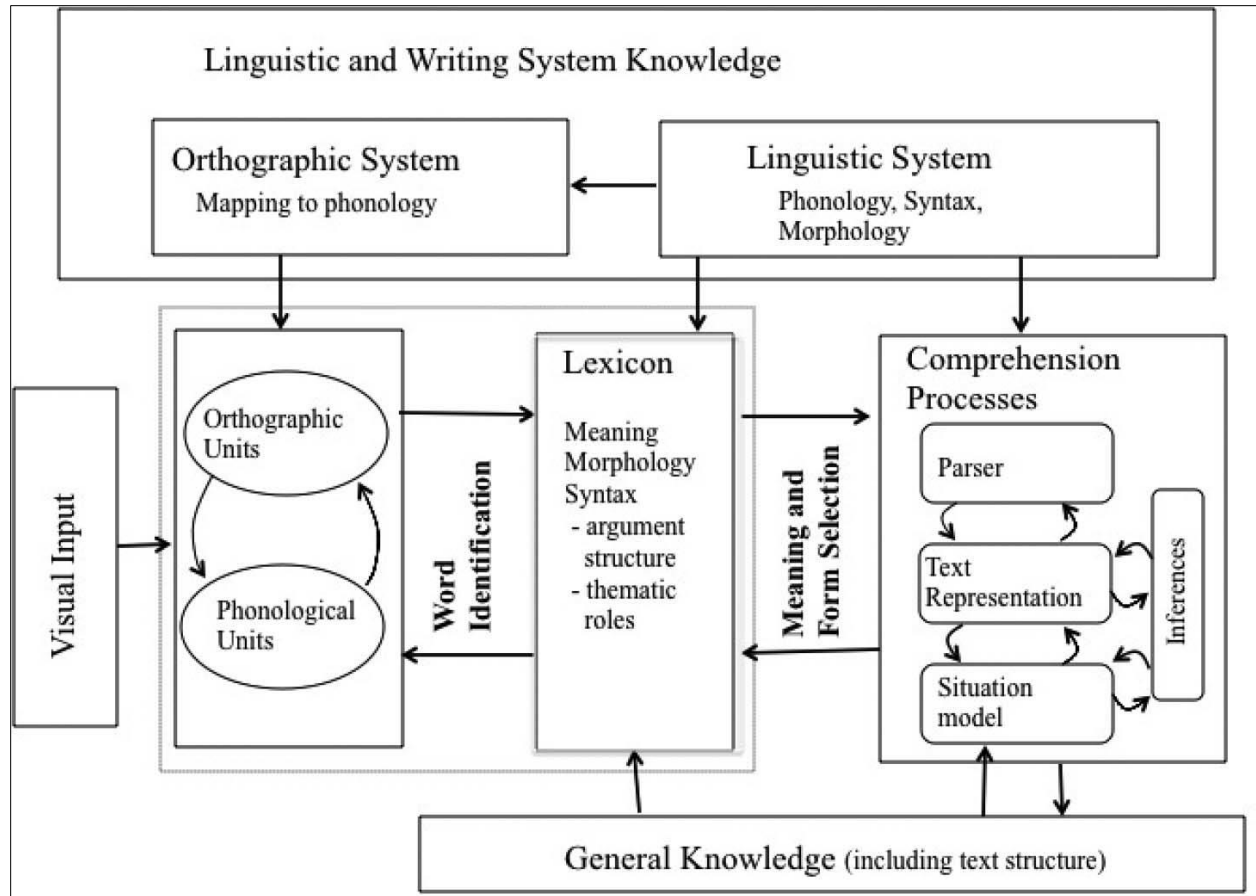 Linguistic and Writing System Knowledge
Orthographic System
Mapping to phonology
Linguistic System
Phonology, Syntax,
Morphology
Visual Input
Orthographic
Units
Phonological
Units
Word
Identification
Lexicon
Meaning
Morphology
Syntax
- argument
structure
- thematic
roles
Meaning and
Form Selection
Comprehension
Processes
Parser
Text
Representation
Situation
model
Inferences
General Knowledge (including text structure)